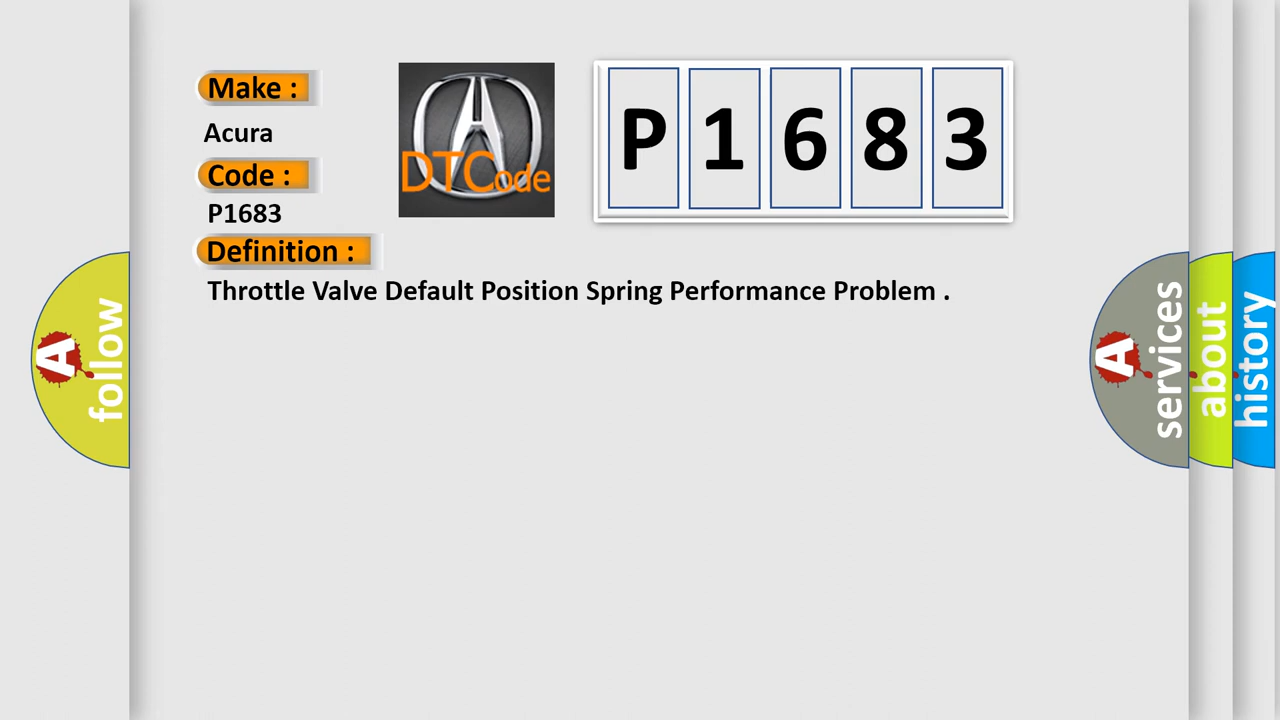 Make :
Acura
Code :
P1683
Definition :
Throttle Valve Default Position Spring Performance Problem .
DTCode
P 1 6 8 3
A follow
A services
about
history